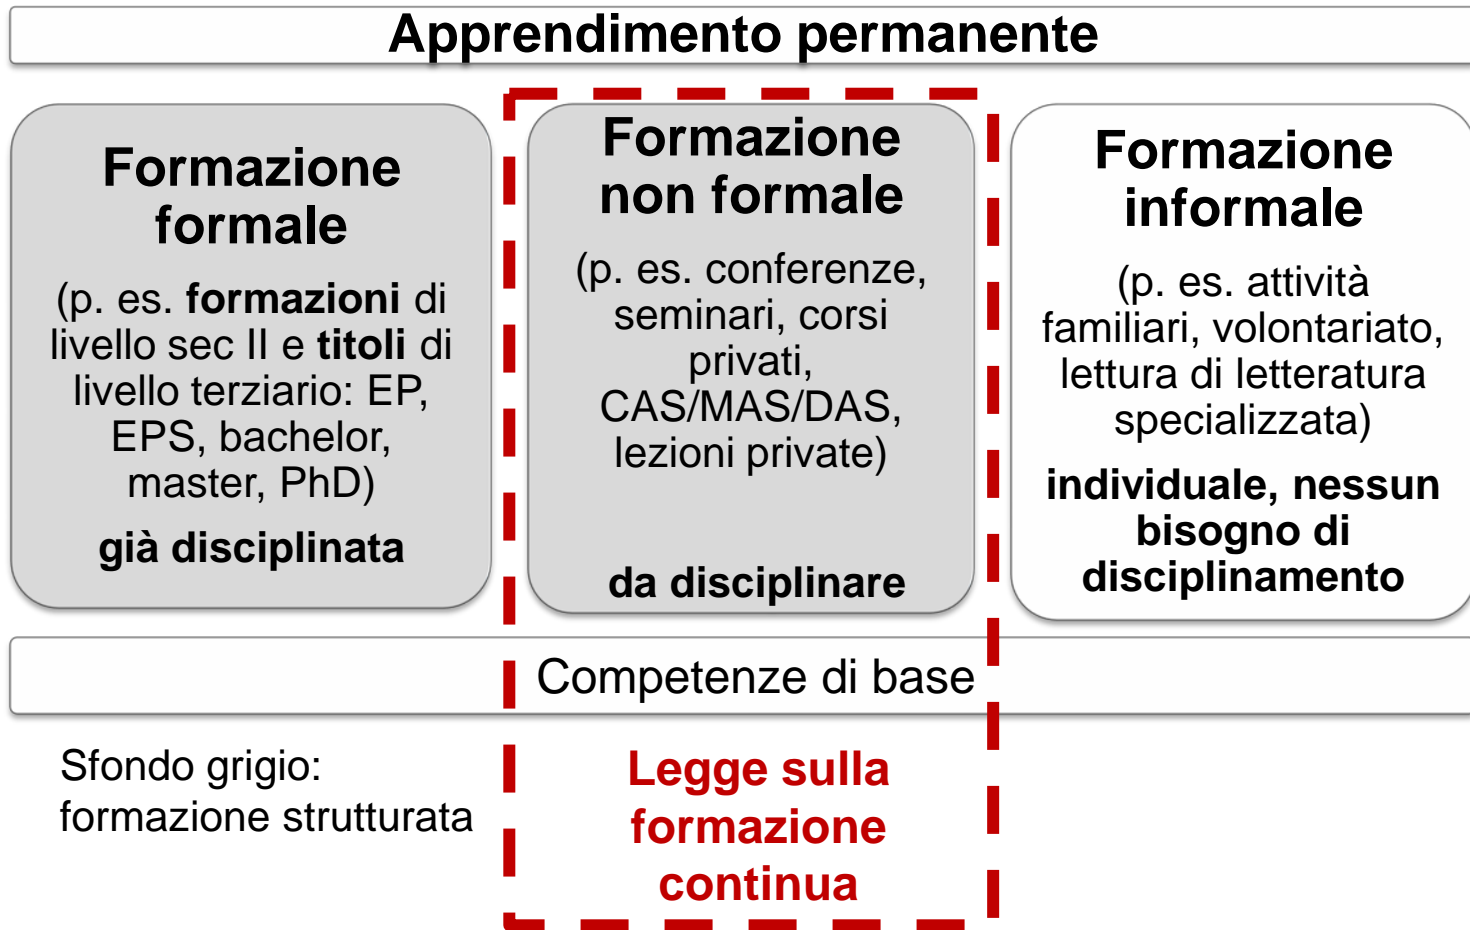 Apprendimento permanente
Formazione
formale
(p. es. formazioni di
livello sec II e titoli di
livello terziario: EP,
EPS, bachelor,
master, PhD)
già disciplinata
Formazione
non formale
(p. es. conferenze,
seminari, corsi
privati,
CAS/MAS/DAS,
lezioni private)
da disciplinare
Formazione
informale
(p. es. attività
familiari, volontariato,
lettura di letteratura
specializzata)
individuale, nessun
bisogno di
disciplinamento
Competenze di base
Sfondo grigio:
formazione strutturata
Legge sulla
formazione
continua